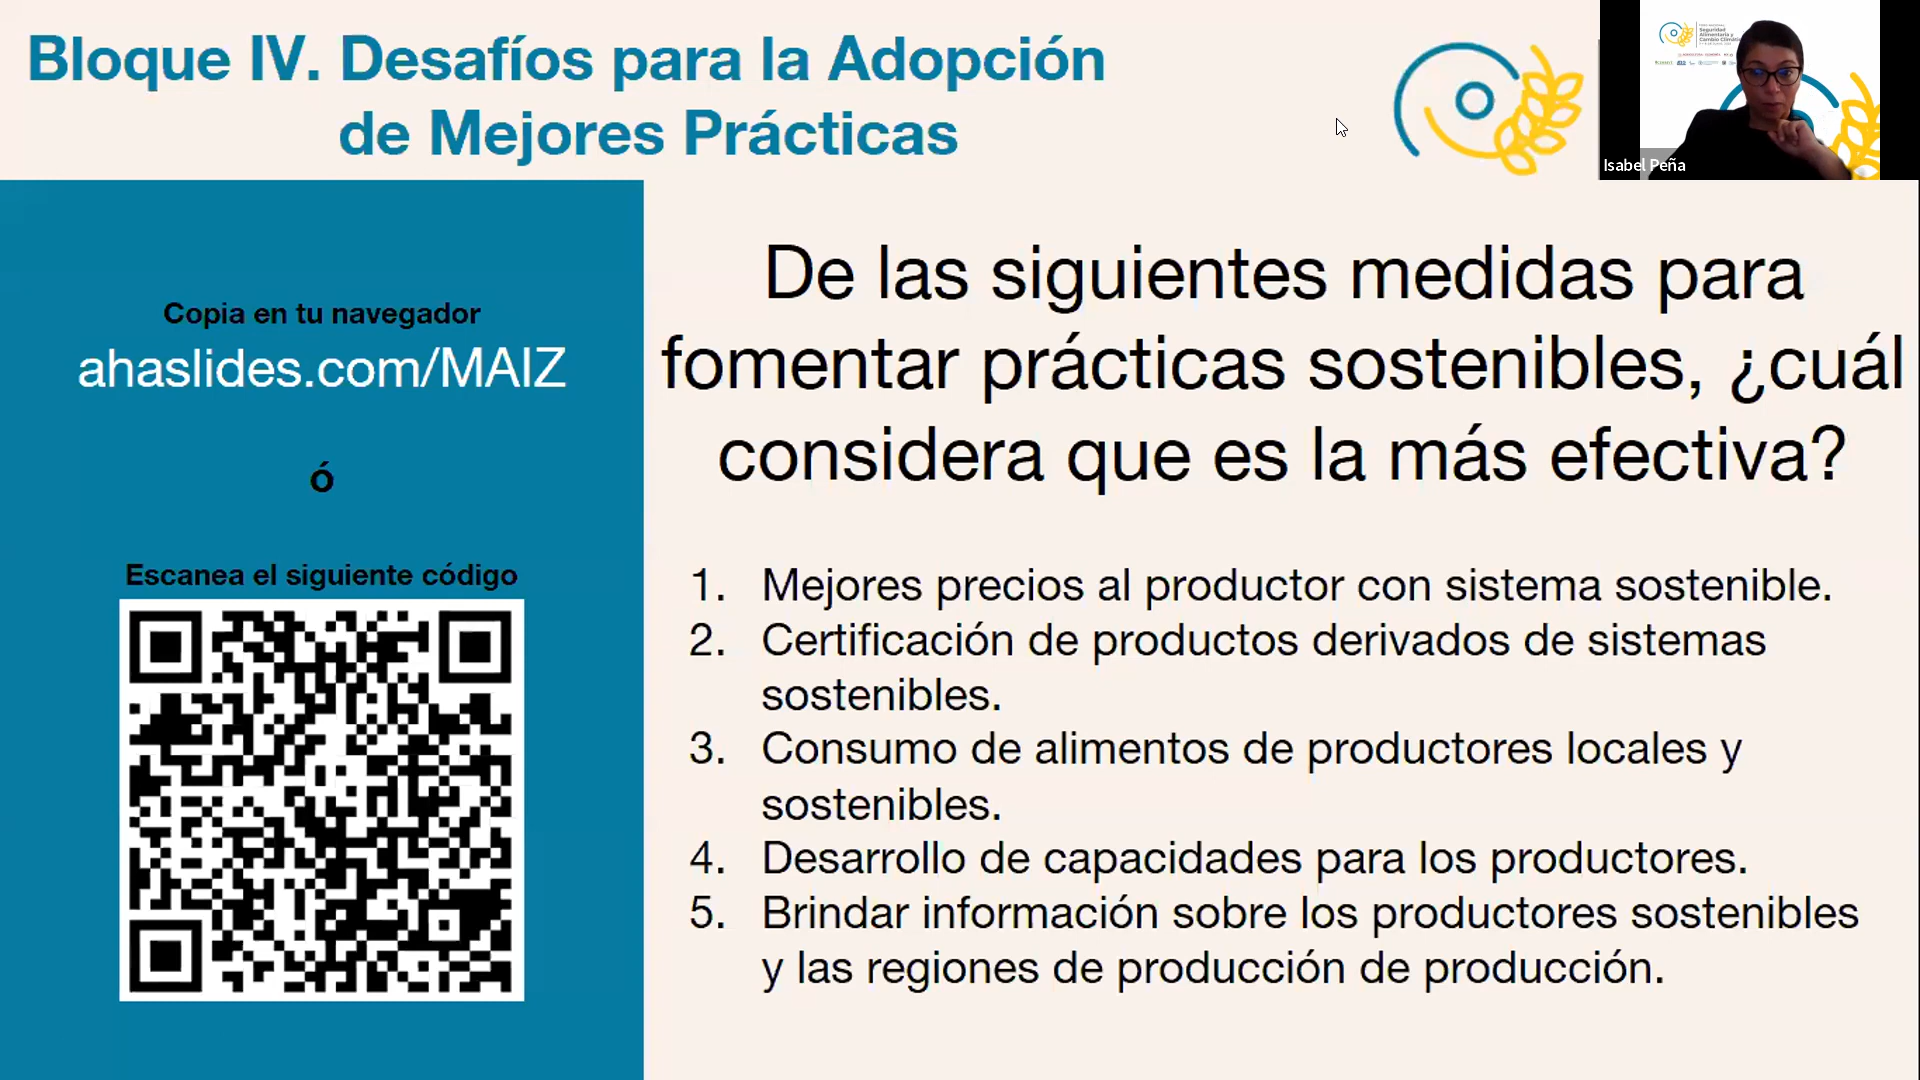 Bloque IV. Desafíos para la Adopción
de Mejores Prácticas
Seguridad
Alimentaria y
Isabel Peña
Copia en tu navegador
ahaslides.com/MAIZ
ó
Escanea el siguiente código
De las siguientes medidas para
fomentar prácticas sostenibles, ¿cuál
considera que es la más efectiva?
1. Mejores precios al productor con sistema sostenible.
2. Certificación de productos derivados de sistemas
sostenibles.
3. Consumo de alimentos de productores locales y
sostenibles.
4. Desarrollo de capacidades para los productores.
5. Brindar información sobre los productores sostenibles
y las regiones de producción de producción.